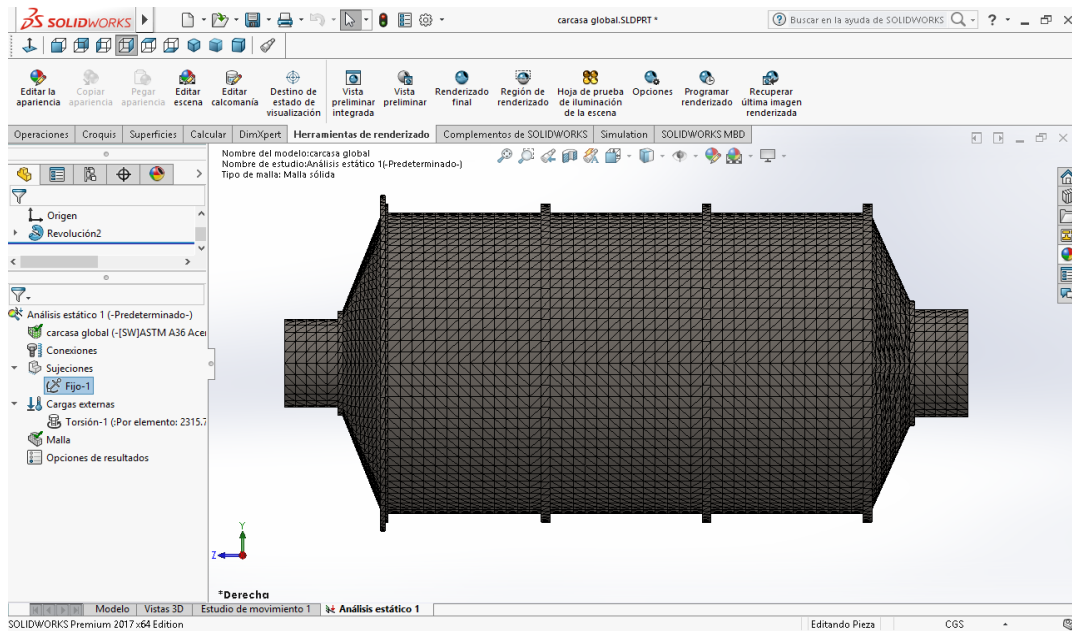 SOLIDWORKS
carcasa global.SLDPRT *
Buscar en la ayuda de SOLIDWORKS
Editar la apariencia
Copiar apariencia
Pegar apariencia
Editar escena
Editar calcomanía
Destino de estado de visualización
Vista preliminar integrada
Vista preliminar
Renderizado final
Región de renderizado
Hoja de prueba de iluminación de la escena
Opciones
Programar renderizado
Recuperar última imagen renderizada
Operaciones
Croquis
Superficies
Calcular
DimXpert
Herramientas de renderizado
Complementos de SOLIDWORKS
Simulation
SOLIDWORKS MBD
Nombre del modelo:carcasa global
Nombre de estudio:Análisis estático 1(-Predeterminado-)
Tipo de malla: Malla sólida
Origen
Revolución2
Análisis estático 1 (-Predeterminado-)
carcasa global (-[SW]ASTM A36 Acer
Conexiones
Sujeciones
Fijo-1
Cargas externas
Torsión-1 (:Por elemento: 2315.7
Malla
Opciones de resultados
Y
Z
*Derecha
Modelo
Vistas 3D
Estudio de movimiento 1
Análisis estático 1
SOLIDWORKS Premium 2017 x64 Edition
Editando Pieza
CGS